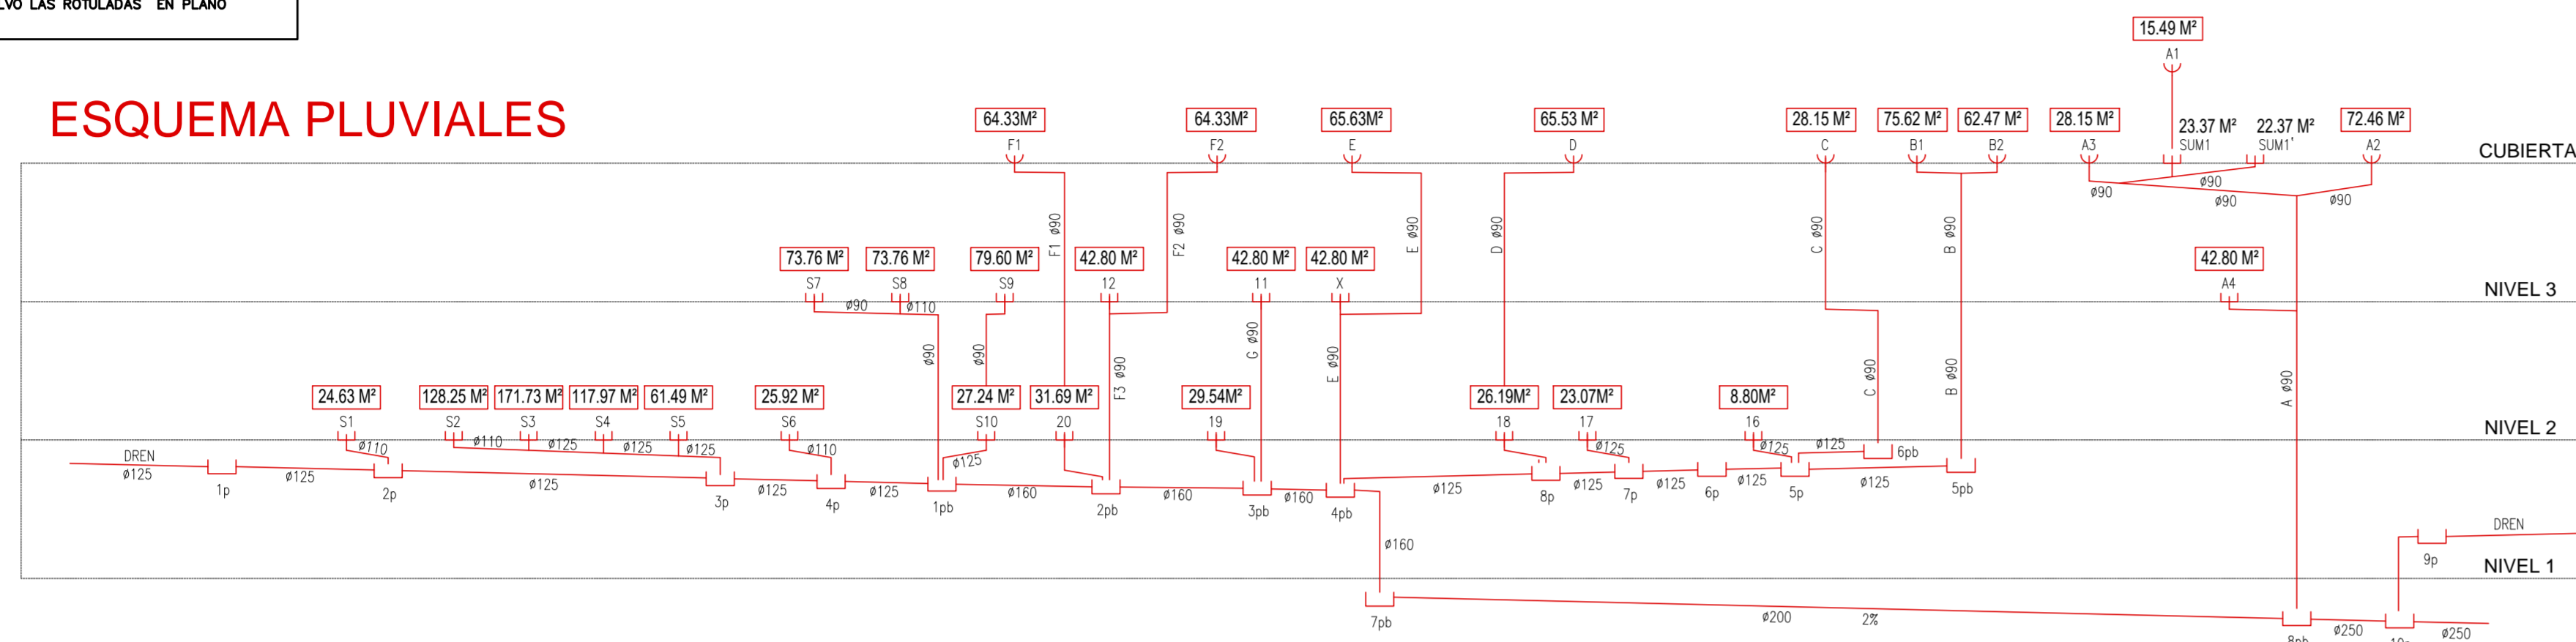 LVO LAS ROTULADAS EN PLANO
ESQUEMA PLUVIALES
15.49 M²
A1
64.33M²
64.33M²
65.63M²
65.53 M²
28.15 M²
75.62 M²
62.47 M²
28.15 M²
23.37 M²
22.37 M²
72.46 M²
F1
F2
E
D
C
B1
B2
A3
SUM1
SUM1'
A2
CUBIERTA
ø90
ø90
ø90
ø90
F1 ø90
F2 ø90
E ø90
D ø90
C ø90
B ø90
73.76 M²
73.76 M²
79.60 M²
42.80 M²
42.80 M²
42.80 M²
42.80 M²
S7
S8
S9
12
11
X
A4
NIVEL 3
ø90
ø110
ø90
ø90
F3 ø90
G ø90
E ø90
C ø90
B ø90
A ø90
24.63 M²
128.25 M²
171.73 M²
117.97 M²
61.49 M²
25.92 M²
27.24 M²
31.69 M²
29.54M²
26.19M²
23.07M²
8.80M²
S1
S2
S3
S4
S5
S6
S10
20
19
18
17
16
NIVEL 2
ø110
ø110
ø125
ø125
ø125
ø110
ø125
ø125
ø125
ø125
6pb
DREN
ø125
1p
ø125
2p
ø125
3p
ø125
4p
ø125
1pb
ø160
2pb
ø160
3pb
ø160
4pb
ø125
8p
ø125
7p
ø125
6p
ø125
5p
ø125
5pb
ø160
DREN
9p
NIVEL 1
7pb
ø200
2%
ø250
ø250